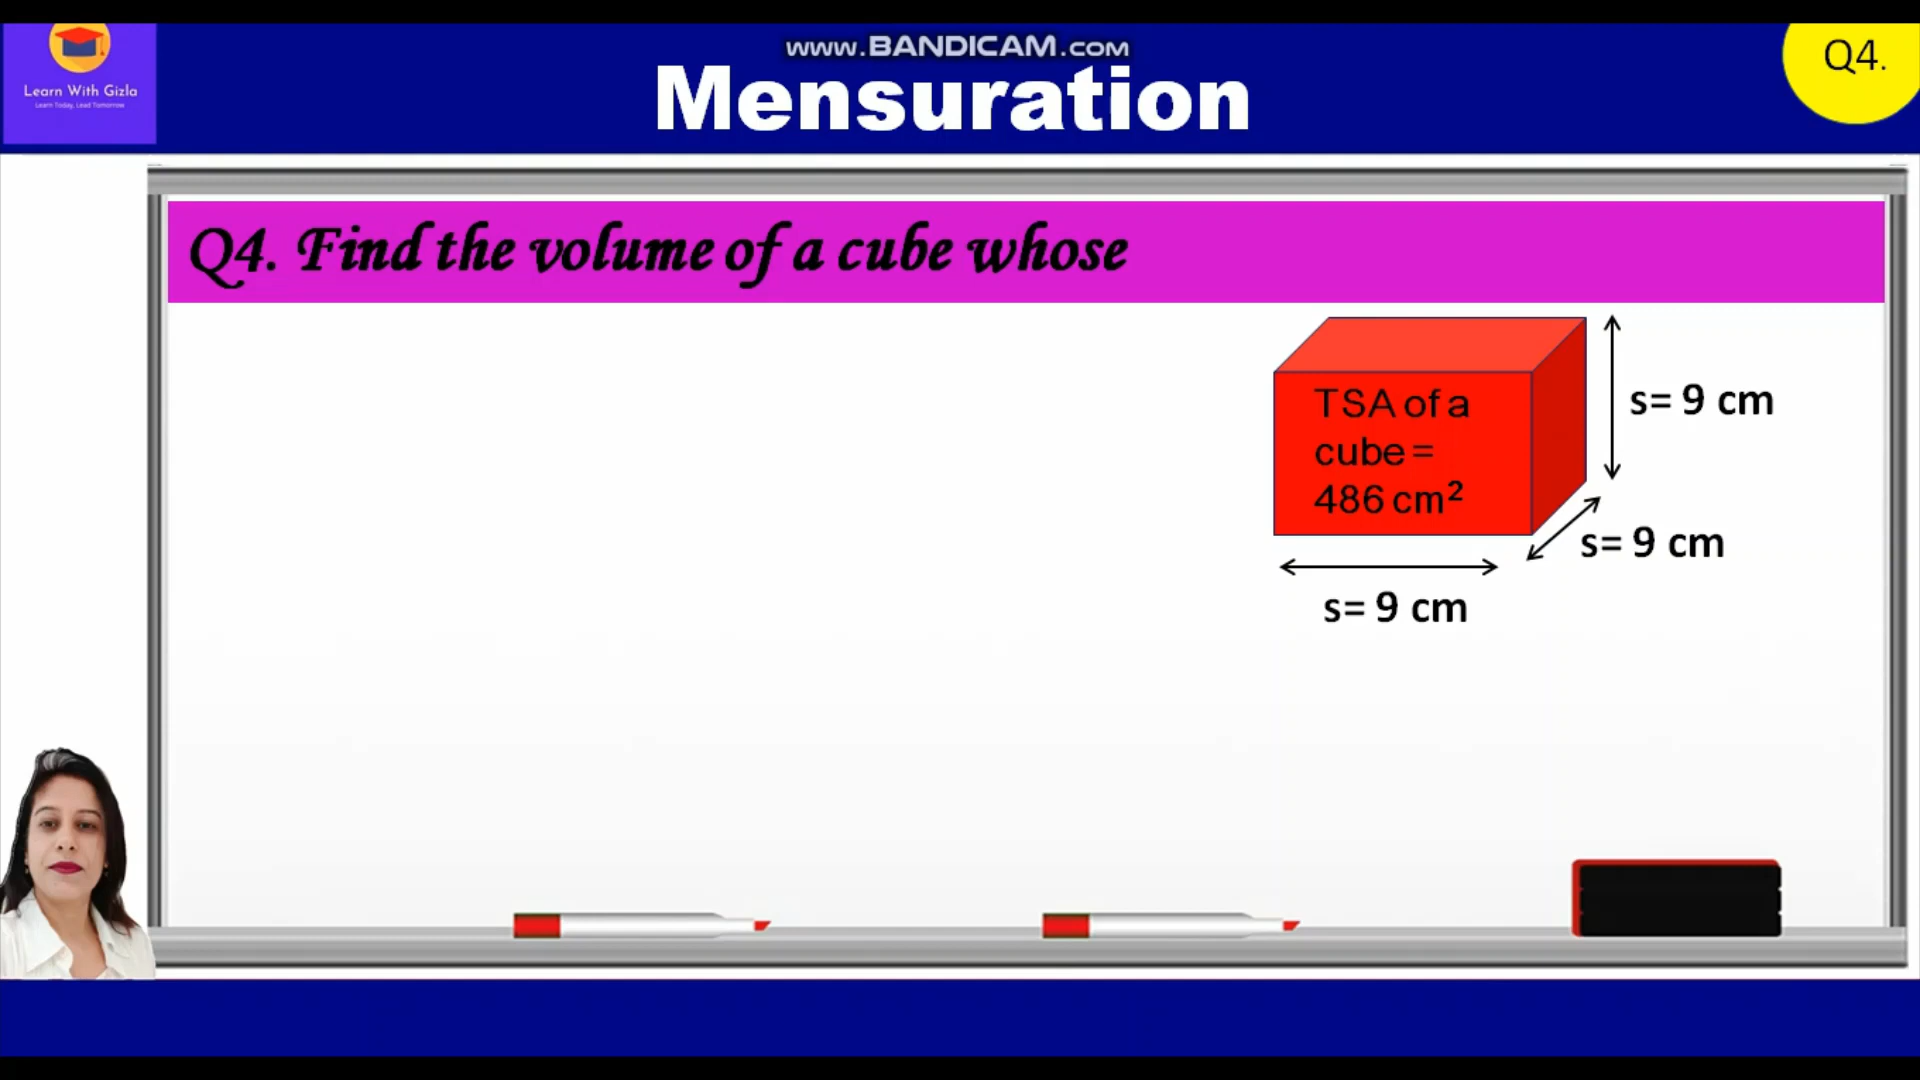 www.BANDICAM.com
Learn With Gizla
Learn Today, Lead Tomorrow
Mensuration
Q4.
Q4. Find the volume of a cube whose
TSA of a
cube =
486 cm²
s= 9 cm
s= 9 cm
s= 9 cm